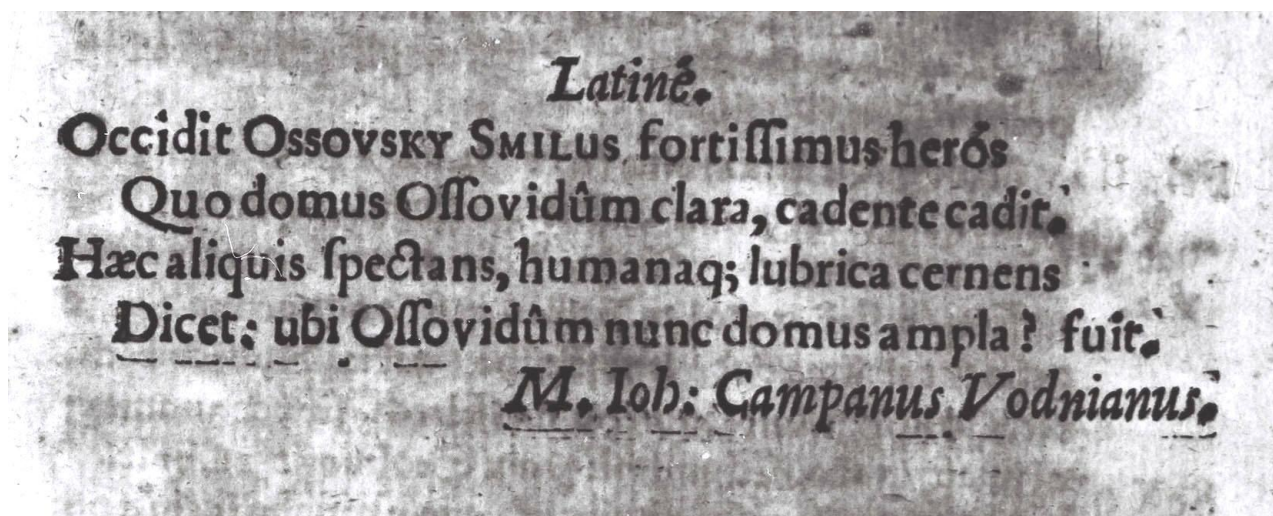 Latinè.
Occidit OSSOVSKY SMILUS fortiſſimus herós
Quo domus Oſſovidûm clara, cadente cadit.
Hæc aliquis ſpectans, humanaq; lubrica cernens
Dicet: ubi Oſſovidûm nunc domus ampla? fuit.
M. Ioh: Campanus Vodnianus.